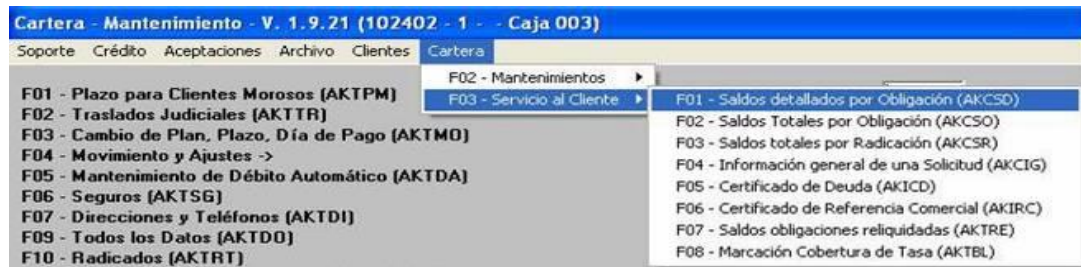 Cartera - Mantenimiento - V. 1.9.21 (102402 - 1 - - Caja 003)
Soporte Crédito Aceptaciones Archivo Clientes Cartera
F02 - Mantenimientos
F03 - Servicio al Cliente
F01 - Plazo para Clientes Morosos (AKTPM)
F02 - Traslados Judiciales (AKTTR)
F03 - Cambio de Plan, Plazo, Día de Pago (AKTMO)
F04 - Movimiento y Ajustes ->
F05 - Mantenimiento de Débito Automático (AKTDA)
F06 - Seguros (AKTSG)
F07 - Direcciones y Teléfonos (AKTDI)
F09 - Todos los Datos (AKTDO)
F10 - Radicados (AKTRT)
F01 - Saldos detallados por Obligación (AKCSD)
F02 - Saldos Totales por Obligación (AKCSO)
F03 - Saldos totales por Radicación (AKCSR)
F04 - Información general de una Solicitud (AKCIG)
F05 - Certificado de Deuda (AKICD)
F06 - Certificado de Referencia Comercial (AKIRC)
F07 - Saldos obligaciones reliquidadas (AKTRE)
F08 - Marcación Cobertura de Tasa (AKTBL)